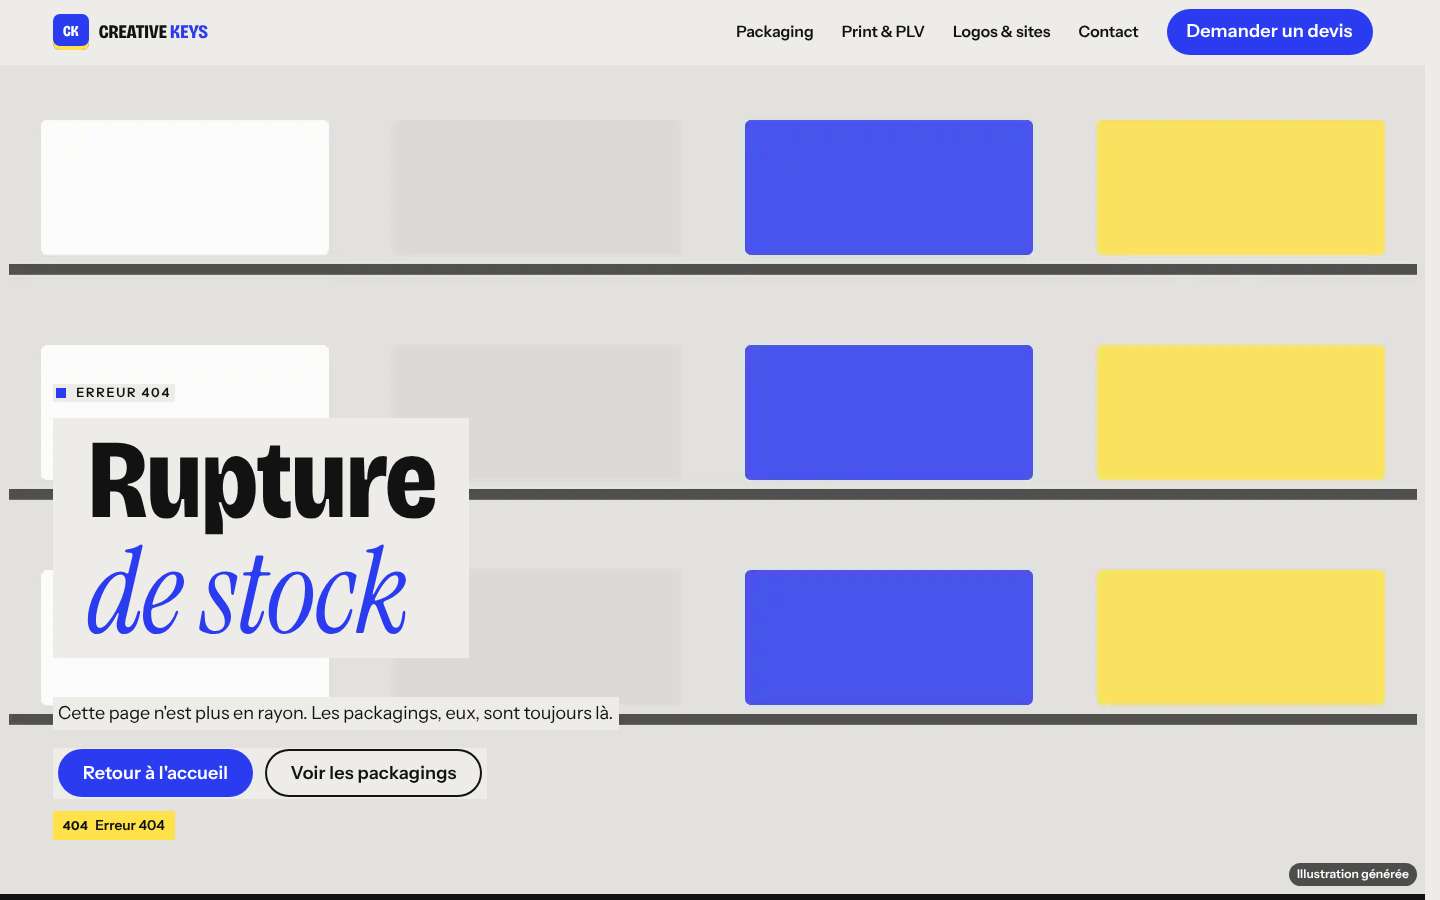 CK CREATIVE KEYS
Packaging Print & PLV Logos & sites Contact Demander un devis
ERREUR 404
Rupture
de stock
Cette page n'est plus en rayon. Les packagings, eux, sont toujours là.
Retour à l'accueil Voir les packagings
404 Erreur 404
Illustration générée